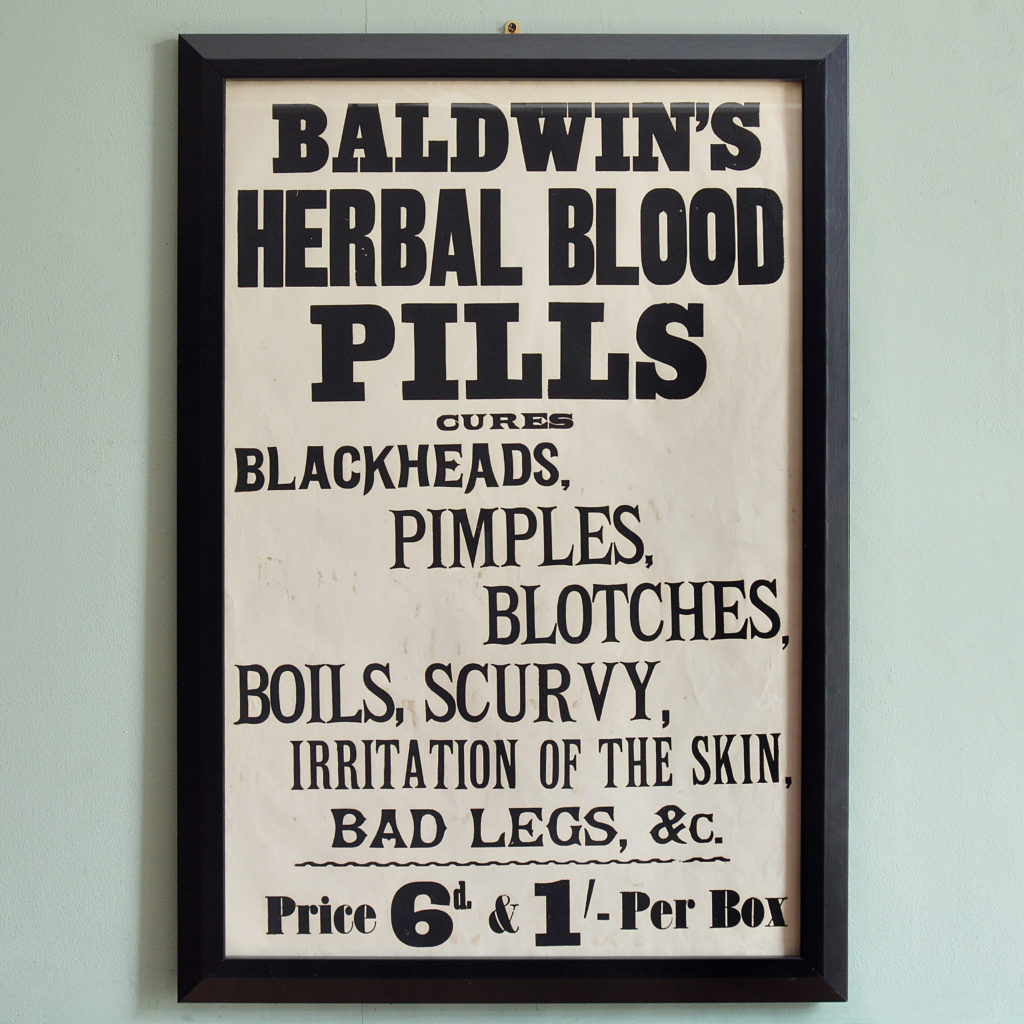 BALDWIN'S
HERBAL BLOOD
PILLS
CURES
BLACKHEADS,
PIMPLES,
BLOTCHES,
BOILS, SCURVY,
IRRITATION OF THE SKIN,
BAD LEGS, &C.
Price 6d. & 1/- Per Box